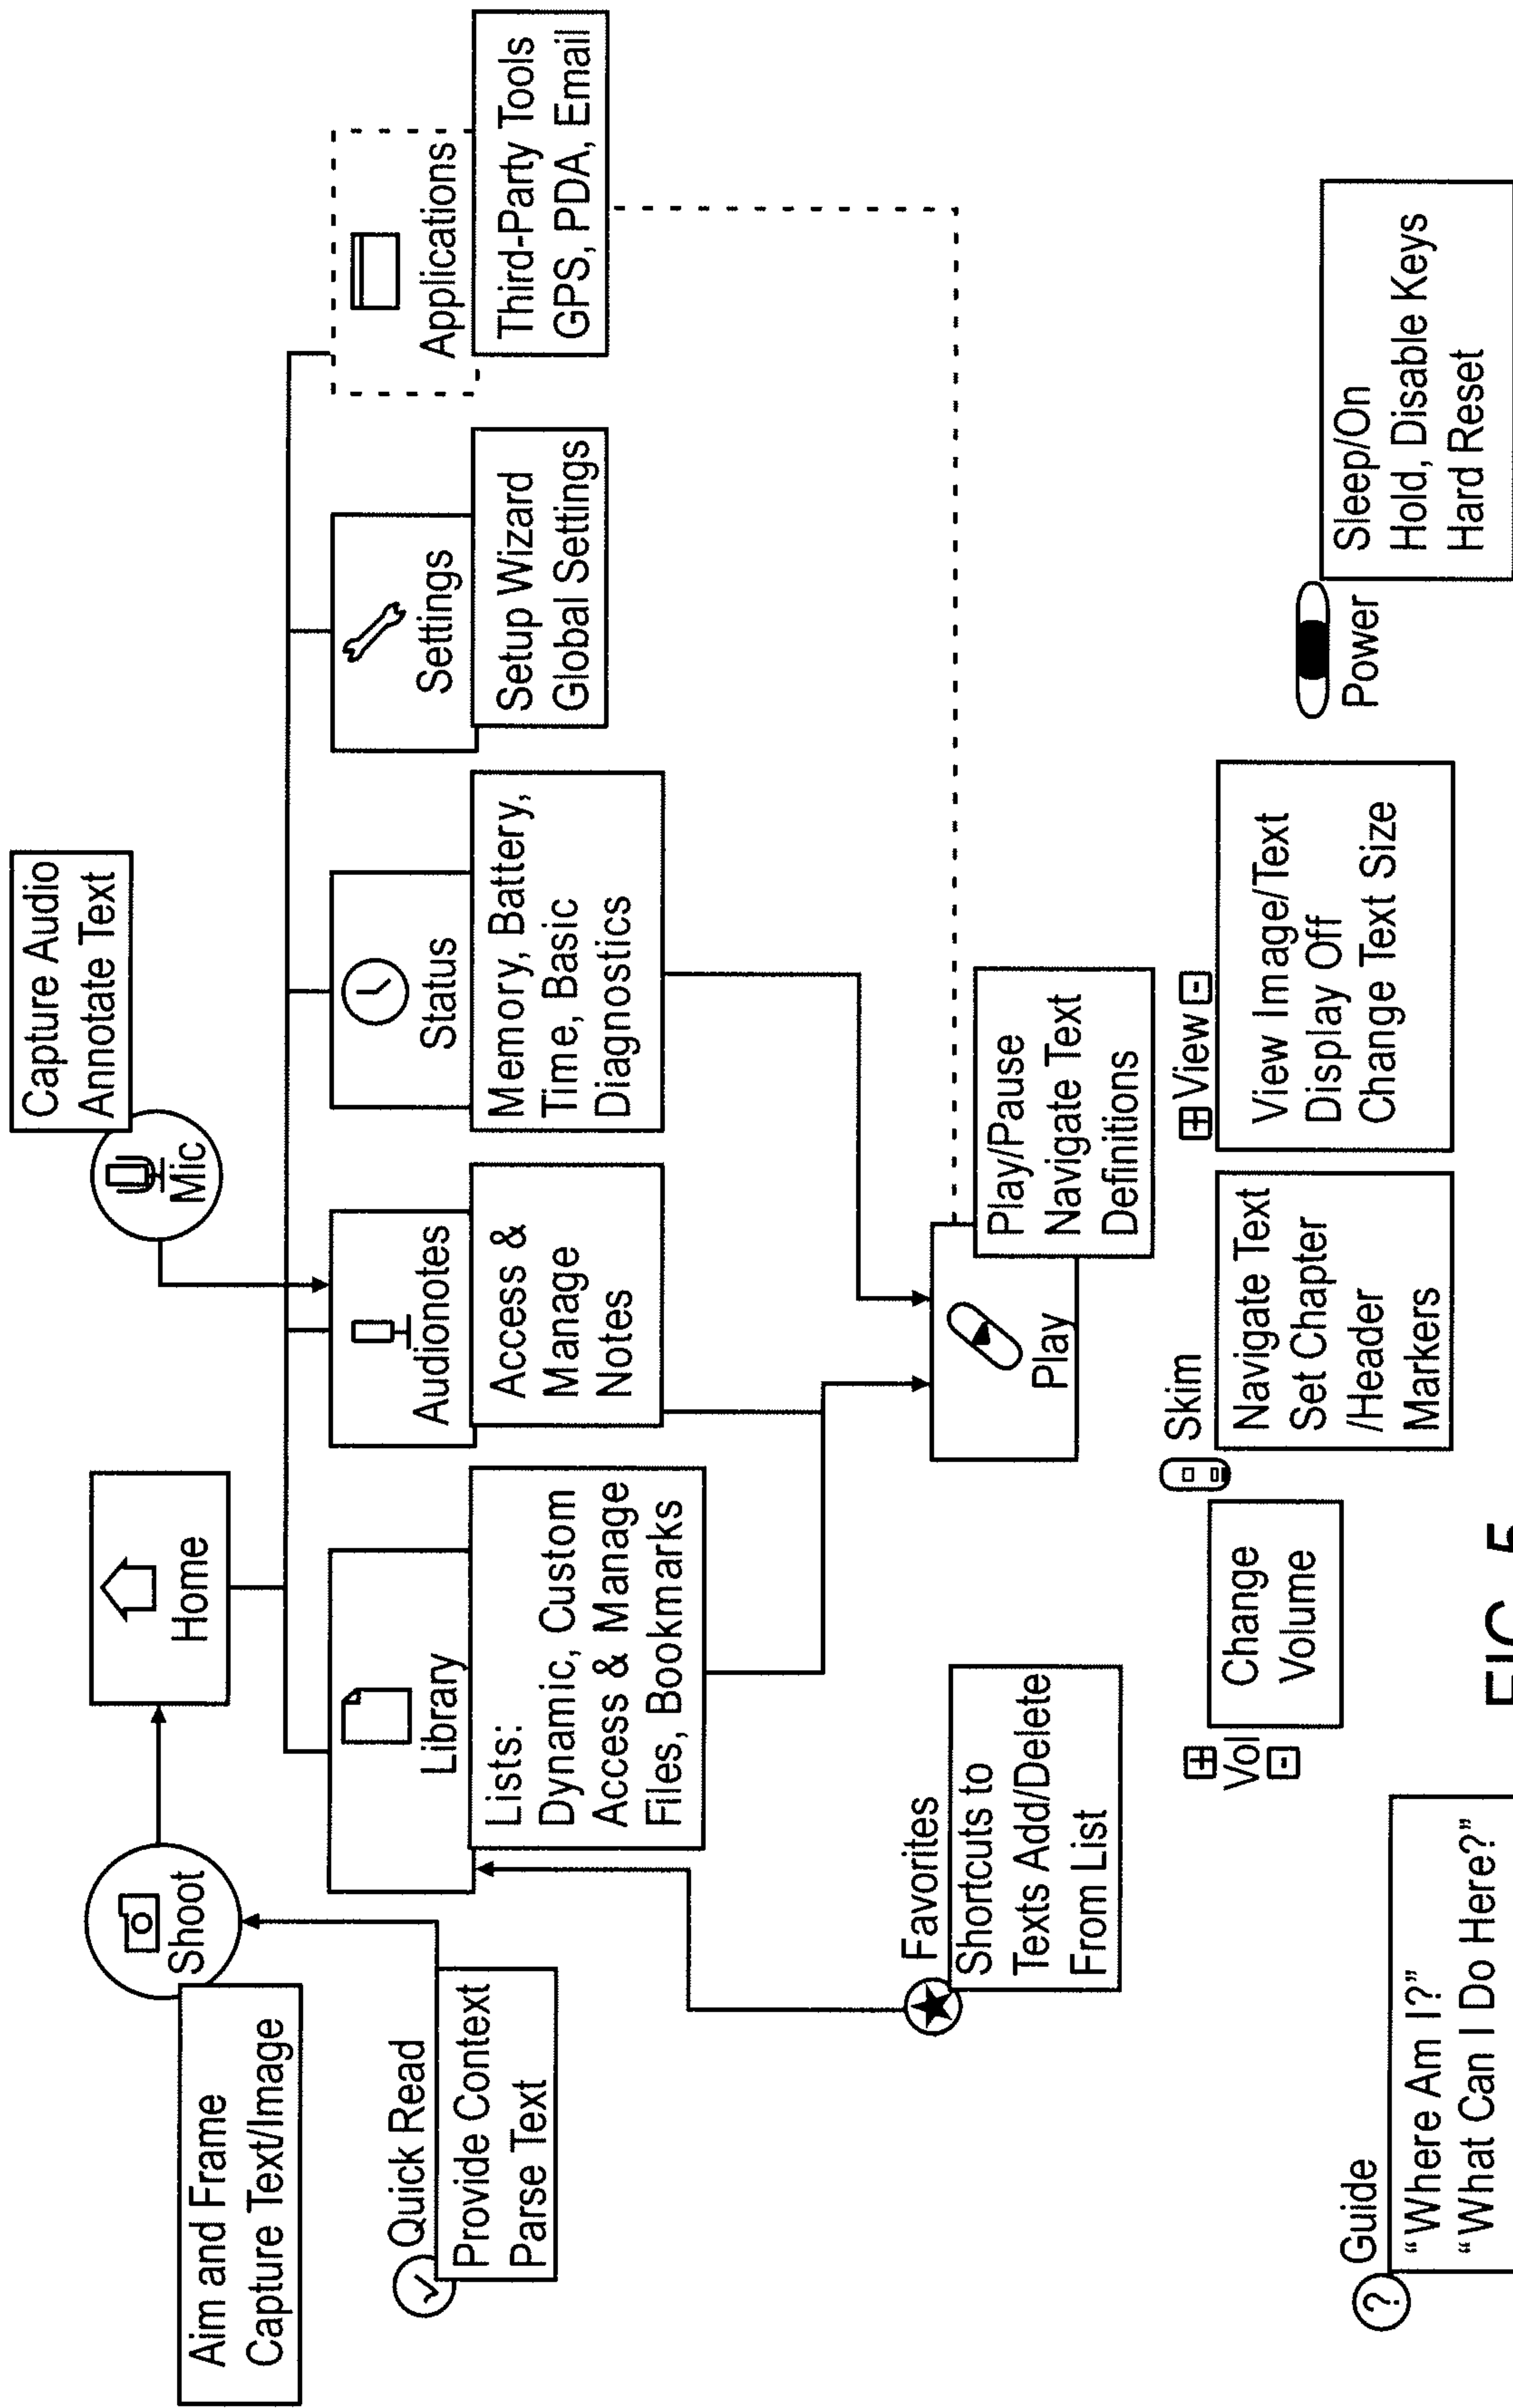 Aim and Frame
Capture Text/Image
Shoot
Home
Capture Audio
Annotate Text
Mic
Quick Read
Provide Context
Parse Text
Library
Lists:
Dynamic, Custom
Access & Manage
Files, Bookmarks
Audionotes
Access &
Manage
Notes
Status
Memory, Battery,
Time, Basic
Diagnostics
Settings
Setup Wizard
Global Settings
Applications
Third-Party Tools
GPS, PDA, Email
Favorites
Shortcuts to
Texts Add/Delete
From List
Play
Play/Pause
Navigate Text
Definitions
Guide
"Where Am I?"
"What Can I Do Here?"
+
Vol
-
Change
Volume
Skim
Navigate Text
Set Chapter
/Header
Markers
+ View -
View Image/Text
Display Off
Change Text Size
Power
Sleep/On
Hold, Disable Keys
Hard Reset
FIG. 5